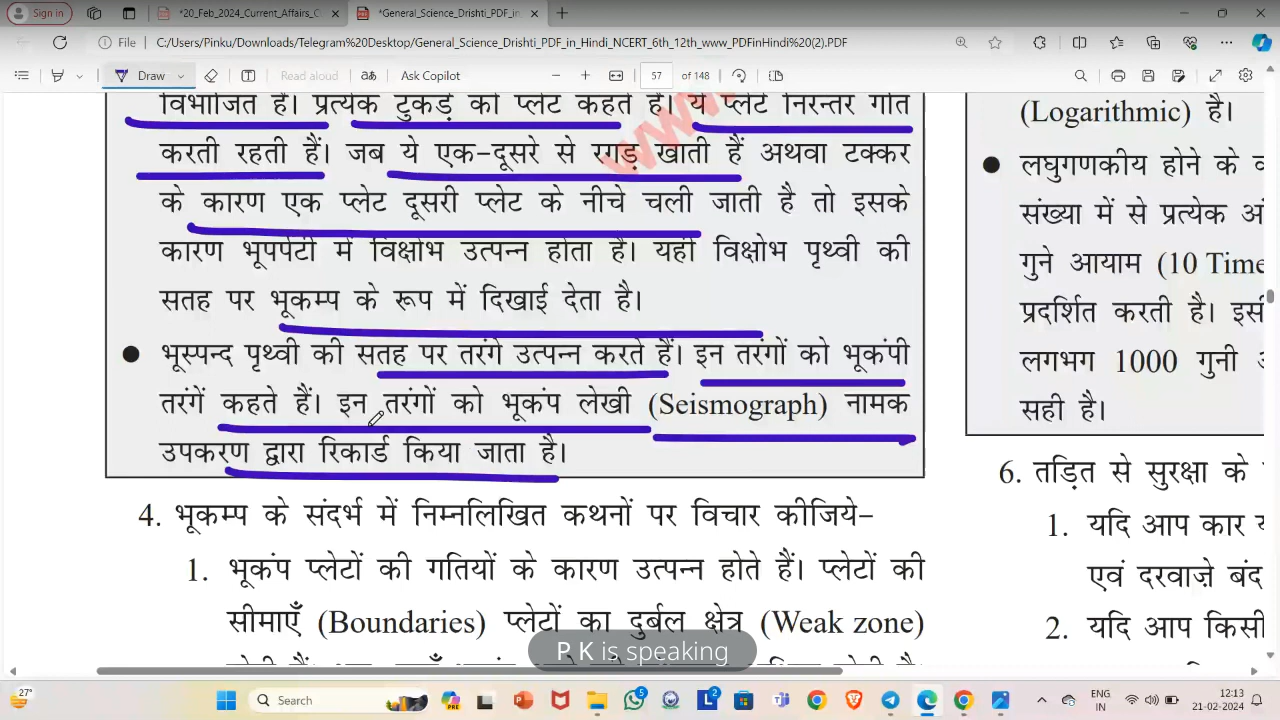 Sign in
*20_Feb_2024_Current_Affairs_C
*General_Science_Drishti_PDF_in_
File
C:/Users/Pinku/Downloads/Telegram%20Desktop/General_Science_Drishti_PDF_in_Hindi_NCERT_6th_12th_www_PDFinHindi%20(2).PDF
Draw
Read aloud
Ask Copilot
57 of 148
www
विभाजित है। प्रत्येक टुकड़े को प्लेट कहते हैं। ये प्लेटें निरन्तर गति
करती रहती हैं। जब ये एक-दूसरे से रगड़ खाती हैं अथवा टक्कर
के कारण एक प्लेट दूसरी प्लेट के नीचे चली जाती है तो इसके
कारण भूपर्पटी में विक्षोभ उत्पन्न होता है। यही विक्षोभ पृथ्वी की
सतह पर भूकम्प के रूप में दिखाई देता है।
● भूस्पन्द पृथ्वी की सतह पर तरंगे उत्पन्न करते हैं। इन तरंगों को भूकंपी
तरंगें कहते हैं। इन तरंगों को भूकंप लेखी (Seismograph) नामक
उपकरण द्वारा रिकार्ड किया जाता है।
4. भूकम्प के संदर्भ में निम्नलिखित कथनों पर विचार कीजिये-
1. भूकंप प्लेटों की गतियों के कारण उत्पन्न होते हैं। प्लेटों की
सीमाएँ (Boundaries) प्लेटों का दुर्बल क्षेत्र (Weak zone)
(Logarithmic) है।
● लघुगणकीय होने के
संख्या में से प्रत्येक
गुने आयाम (10 Time
प्रदर्शित करती है।
लगभग 1000 गुनी
सही है।
6. तड़ित से सुरक्षा के
1. यदि आप कार
एवं दरवाज़े बंद
2. यदि आप किसी
P K is speaking
27°
Search
PRE
5
2
ENG
IN
12:13
21-02-2024